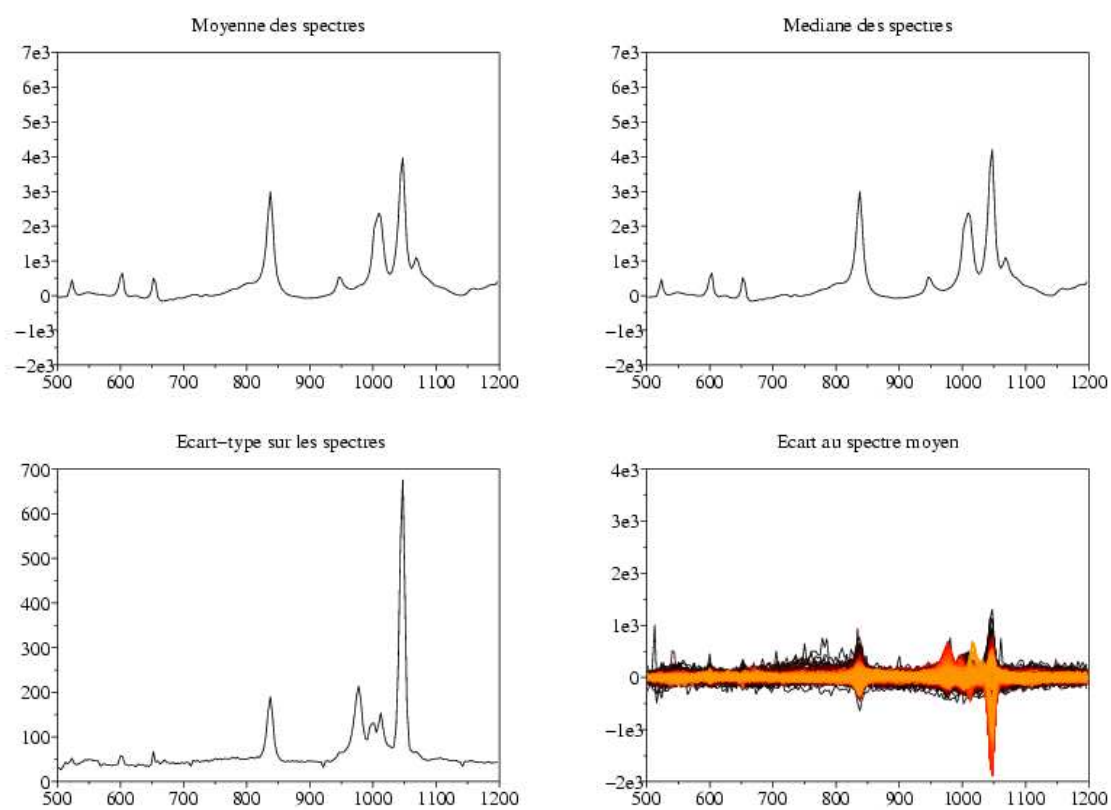 Moyenne des spectres
7e3
6e3
5e3
4e3
3e3
2e3
1e3
0
−1e3
−2e3
500 600 700 800 900 1000 1100 1200
Mediane des spectres
7e3
6e3
5e3
4e3
3e3
2e3
1e3
0
−1e3
−2e3
500 600 700 800 900 1000 1100 1200
Ecart−type sur les spectres
700
600
500
400
300
200
100
0
500 600 700 800 900 1000 1100 1200
Ecart au spectre moyen
4e3
3e3
2e3
1e3
0
−1e3
−2e3
500 600 700 800 900 1000 1100 1200